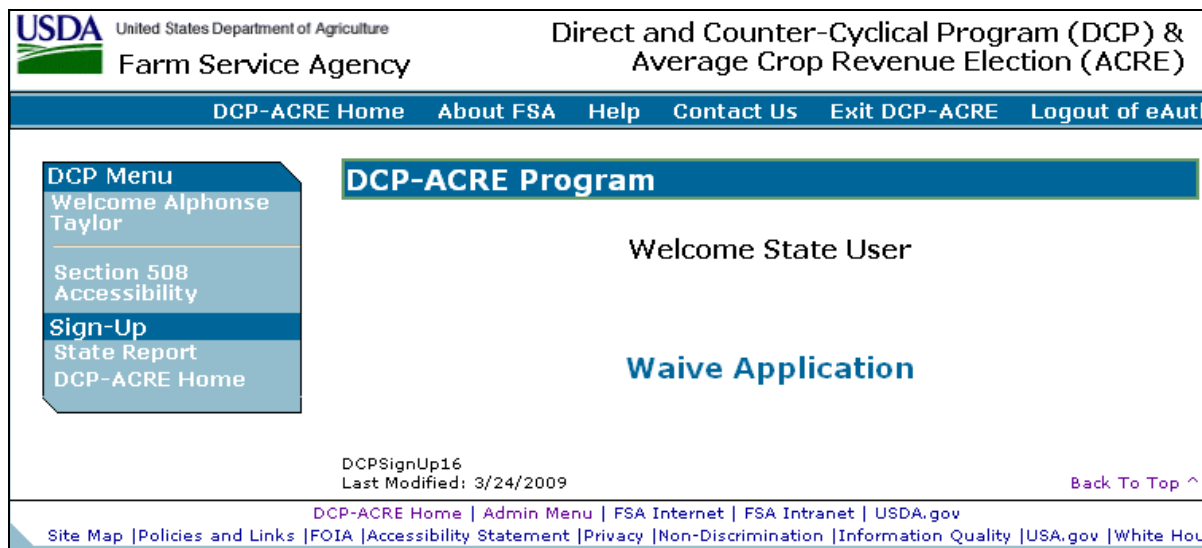 USDA United States Department of Agriculture
Farm Service Agency
Direct and Counter-Cyclical Program (DCP) &
Average Crop Revenue Election (ACRE)
DCP-ACRE Home About FSA Help Contact Us Exit DCP-ACRE Logout of
DCP Menu
Welcome Alphonse
Taylor
Section 508
Accessibility
Sign-Up
State Report
DCP-ACRE Home
DCP-ACRE Program
Welcome State User
Waive Application
DCPSignUp16
Last Modified: 3/24/2009
Back To Top ^
DCP-ACRE Home | Admin Menu | FSA Internet | FSA Intranet | USDA.gov
Site Map |Policies and Links |FOIA |Accessibility Statement |Privacy |Non-Discrimination |Information Quality |USA.gov |White